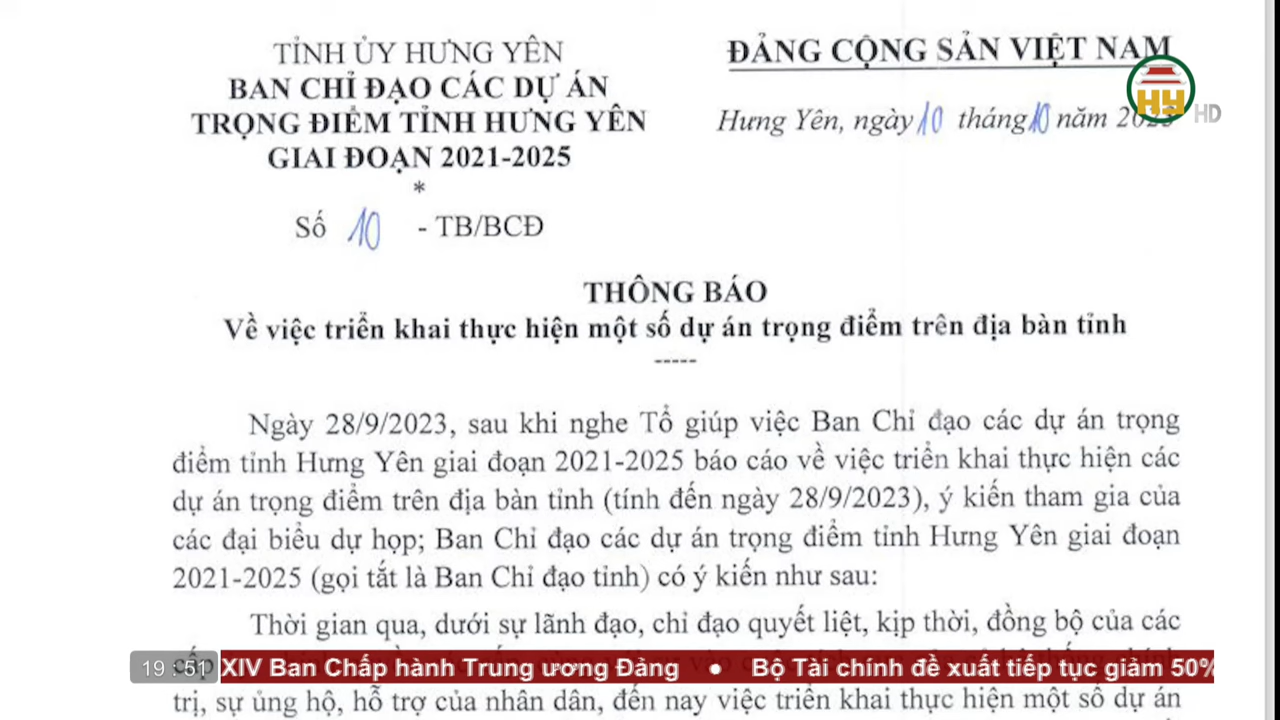 TỈNH ỦY HƯNG YÊN
BAN CHỈ ĐẠO CÁC DỰ ÁN
TRỌNG ĐIỂM TỈNH HƯNG YÊN
GIAI ĐOẠN 2021-2025
*
Số 10 - TB/BCĐ
ĐẢNG CỘNG SẢN VIỆT NAM
Hưng Yên, ngày 10 tháng 10 năm
HY HD
THÔNG BÁO
Về việc triển khai thực hiện một số dự án trọng điểm trên địa bàn tỉnh
-----
Ngày 28/9/2023, sau khi nghe Tổ giúp việc Ban Chỉ đạo các dự án trọng
điểm tỉnh Hưng Yên giai đoạn 2021-2025 báo cáo về việc triển khai thực hiện các
dự án trọng điểm trên địa bàn tỉnh (tính đến ngày 28/9/2023), ý kiến tham gia của
các đại biểu dự họp; Ban Chỉ đạo các dự án trọng điểm tỉnh Hưng Yên giai đoạn
2021-2025 (gọi tắt là Ban Chỉ đạo tỉnh) có ý kiến như sau:
Thời gian qua, dưới sự lãnh đạo, chỉ đạo quyết liệt, kịp thời, đồng bộ của các
19:51 XIV Ban Chấp hành Trung ương Đảng • Bộ Tài chính đề xuất tiếp tục giảm 50%
trị, sự ủng hộ, hỗ trợ của nhân dân, đến nay việc triển khai thực hiện một số dự án